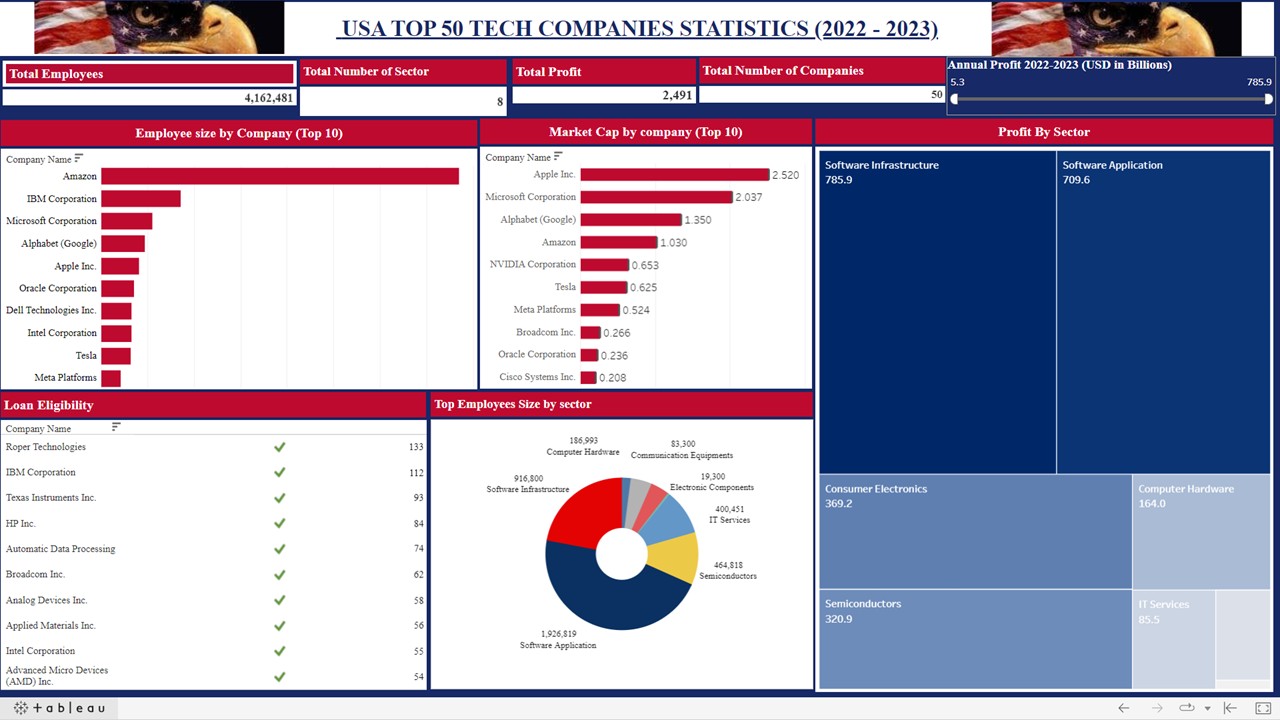 USA TOP 50 TECH COMPANIES STATISTICS (2022 - 2023)
Total Employees
4,162,481
Total Number of Sector
8
Total Profit
2,491
Total Number of Companies
50
Annual Profit 2022-2023 (USD in Billions)
5.3
785.9
Employee size by Company (Top 10)
Company Name
Amazon
IBM Corporation
Microsoft Corporation
Alphabet (Google)
Apple Inc.
Oracle Corporation
Dell Technologies Inc.
Intel Corporation
Tesla
Meta Platforms
Market Cap by company (Top 10)
Company Name
Apple Inc. 2.520
Microsoft Corporation 2.037
Alphabet (Google) 1.350
Amazon 1.030
NVIDIA Corporation 0.653
Tesla 0.625
Meta Platforms 0.524
Broadcom Inc. 0.266
Oracle Corporation 0.236
Cisco Systems Inc. 0.208
Profit By Sector
Software Infrastructure
785.9
Software Application
709.6
Consumer Electronics
369.2
Computer Hardware
164.0
Semiconductors
320.9
IT Services
85.5
Loan Eligibility
Company Name
Roper Technologies 133
IBM Corporation 112
Texas Instruments Inc. 93
HP Inc. 84
Automatic Data Processing 74
Broadcom Inc. 62
Analog Devices Inc. 58
Applied Materials Inc. 56
Intel Corporation 55
Advanced Micro Devices
(AMD) Inc. 54
Top Employees Size by sector
186,993
Computer Hardware
83,300
Communication Equipments
916,800
Software Infrastructure
19,300
Electronic Components
400,451
IT Services
464,818
Semiconductors
1,926,819
Software Application
+ a b | e a u